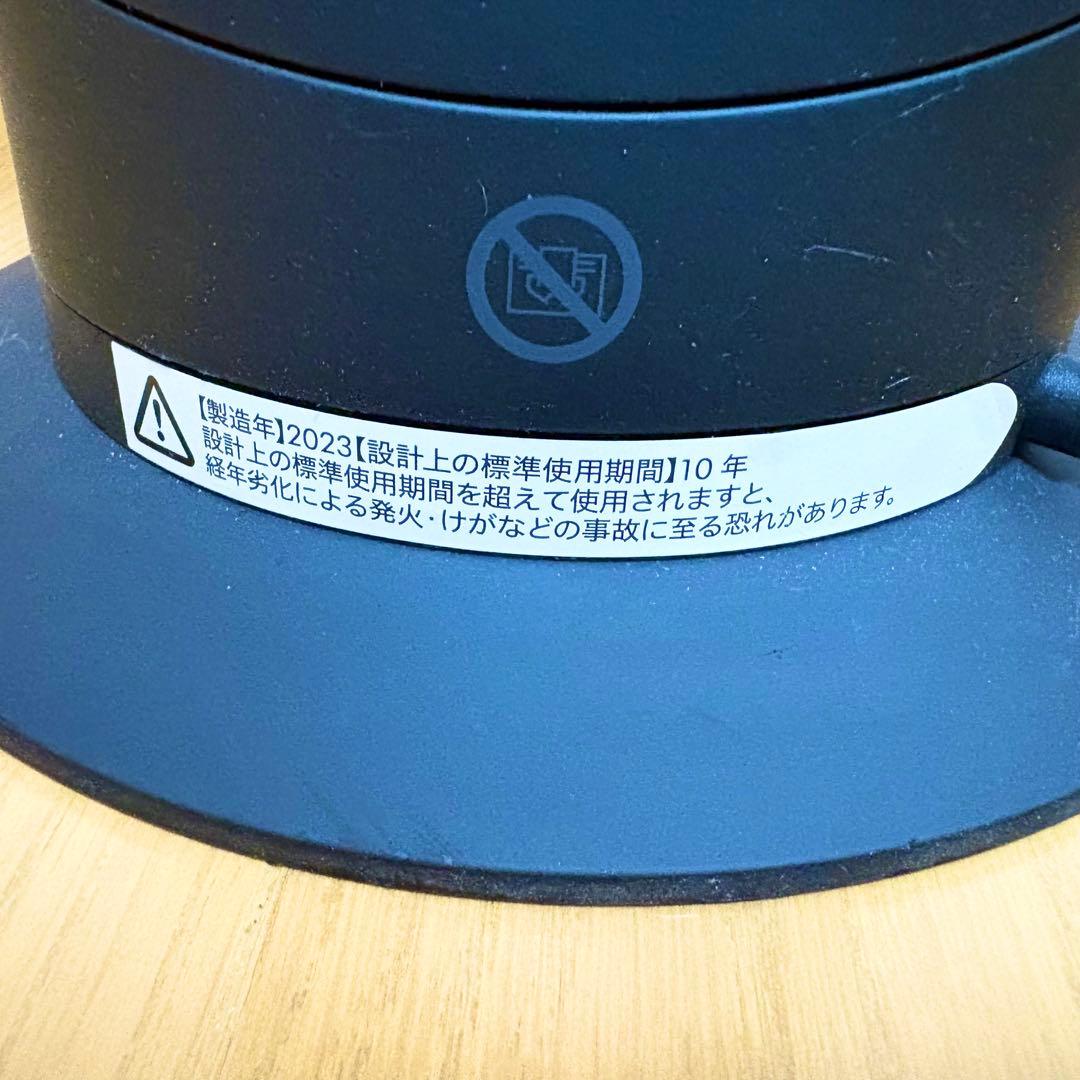 【製造年】2023【設計上の標準使用期間】10 年
設計上の標準使用期間を超えて使用されますと、
経年劣化による発火・けがなどの事故に至る恐れがあります。